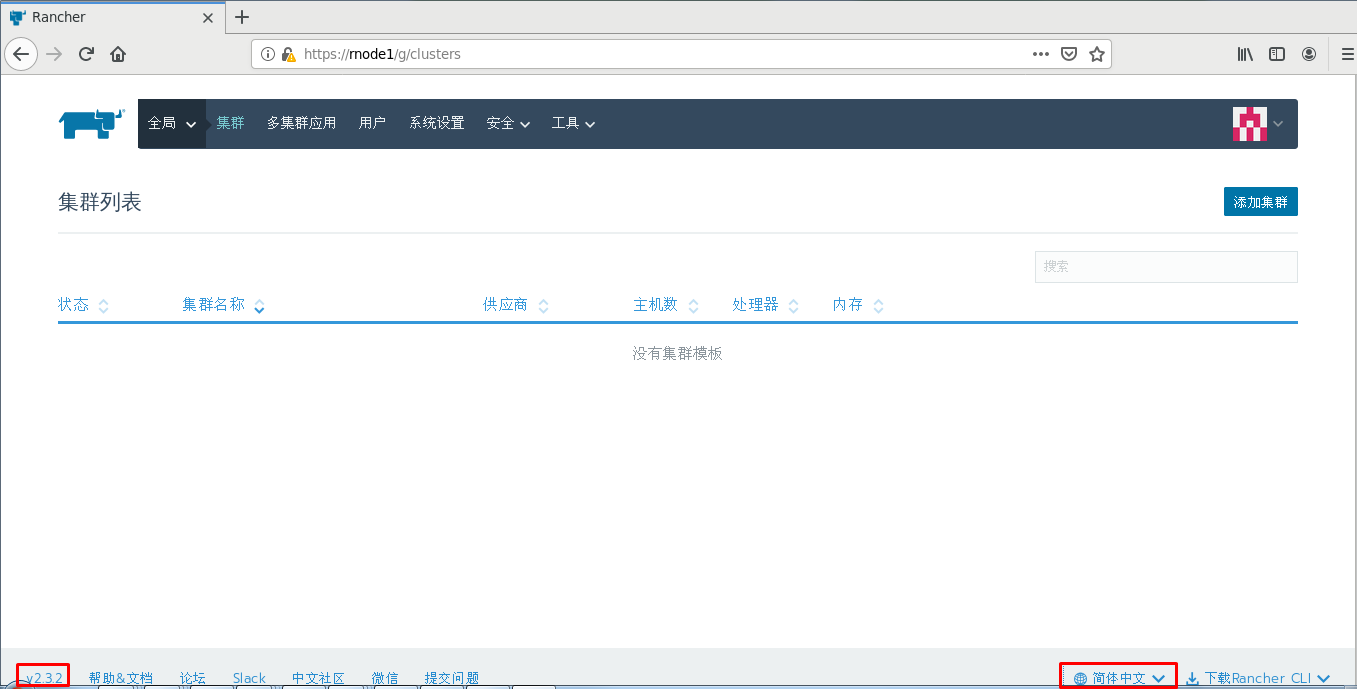 Rancher
https://rnode1/g/clusters
全局 集群 多集群应用 用户 系统设置 安全 工具
集群列表 添加集群
搜索
状态 集群名称 供应商 主机数 处理器 内存
没有集群模板
v2.3.2 帮助&文档 论坛 Slack 中文社区 微信 提交问题 简体中文 下载Rancher CLI